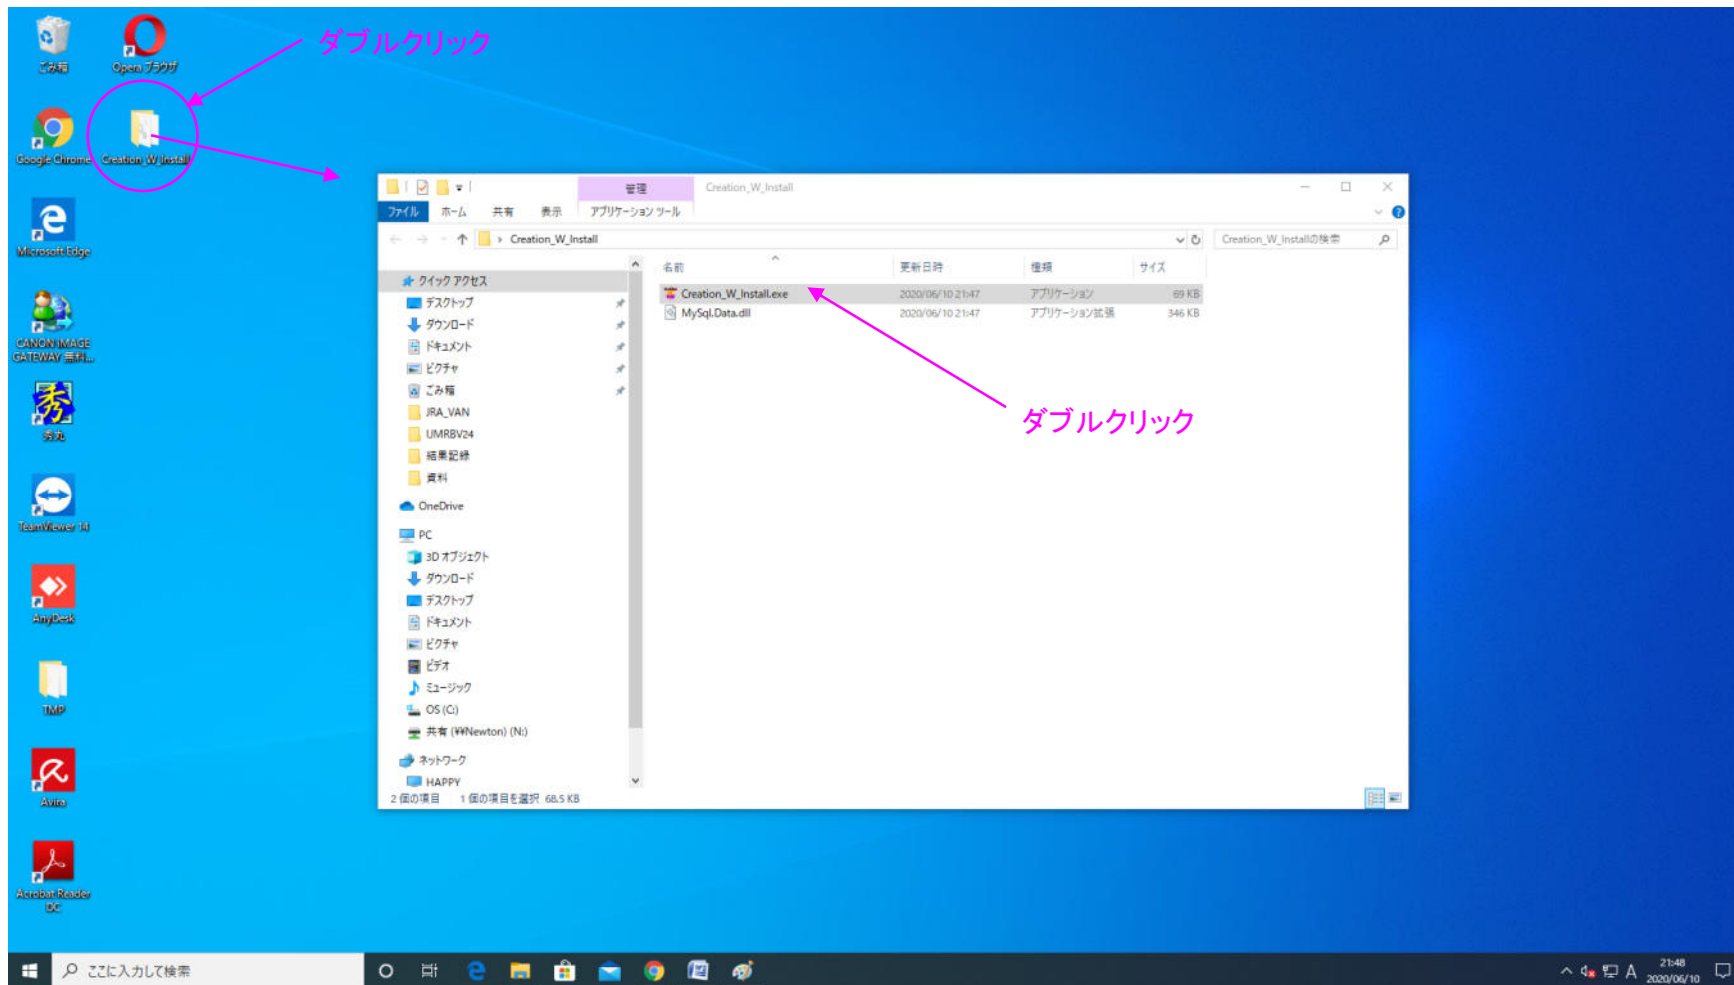 ごみ箱
Opera ブラウザ
ダブルクリック
Google Chrome
Creation_W_Install
Microsoft Edge
CANON iMAGE
GATEWAY 無料...
秀
秀丸
TeamViewer 14
AnyDesk
TMP
Avira
Acrobat Reader
DC
管理
Creation_W_Install
ファイル
ホーム
共有
表示
アプリケーション ツール
Creation_W_Install
Creation_W_Installの検索
名前
更新日時
種類
サイズ
Creation_W_Install.exe
2020/06/10 21:47
アプリケーション
69 KB
MySql.Data.dll
2020/06/10 21:47
アプリケーション拡張
346 KB
ダブルクリック
クイック アクセス
デスクトップ
ダウンロード
ドキュメント
ピクチャ
ごみ箱
JRA_VAN
UMRBV24
結果記録
資料
OneDrive
PC
3D オブジェクト
ダウンロード
デスクトップ
ドキュメント
ピクチャ
ビデオ
ミュージック
OS (C:)
共有 (¥¥Newton) (N:)
ネットワーク
HAPPY
2 個の項目
1 個の項目を選択 68.5 KB
ここに入力して検索
A
21:48
2020/06/10